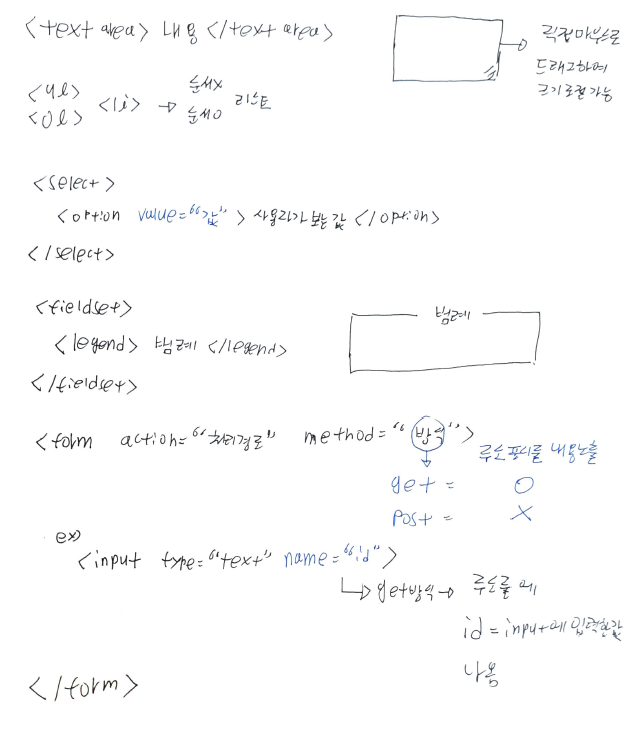 <text area> 내용 </text area>
직접마우스로
드래그하여
크기조절가능
<ul>
<ol>
<li> → 순서X 순서O 리스트
<select>
<option value="값"> 사용자가 보는 값 </option>
</select>
<fieldset>
<legend> 범례 </legend>
</fieldset>
범례
<form action="처리경로" method="방식">
주소표시줄 내용노출
get = O
post = X
ex)
<input type="text" name="id">
→ get방식 → 주소줄에
id = input에 입력한값
나옴
</form>